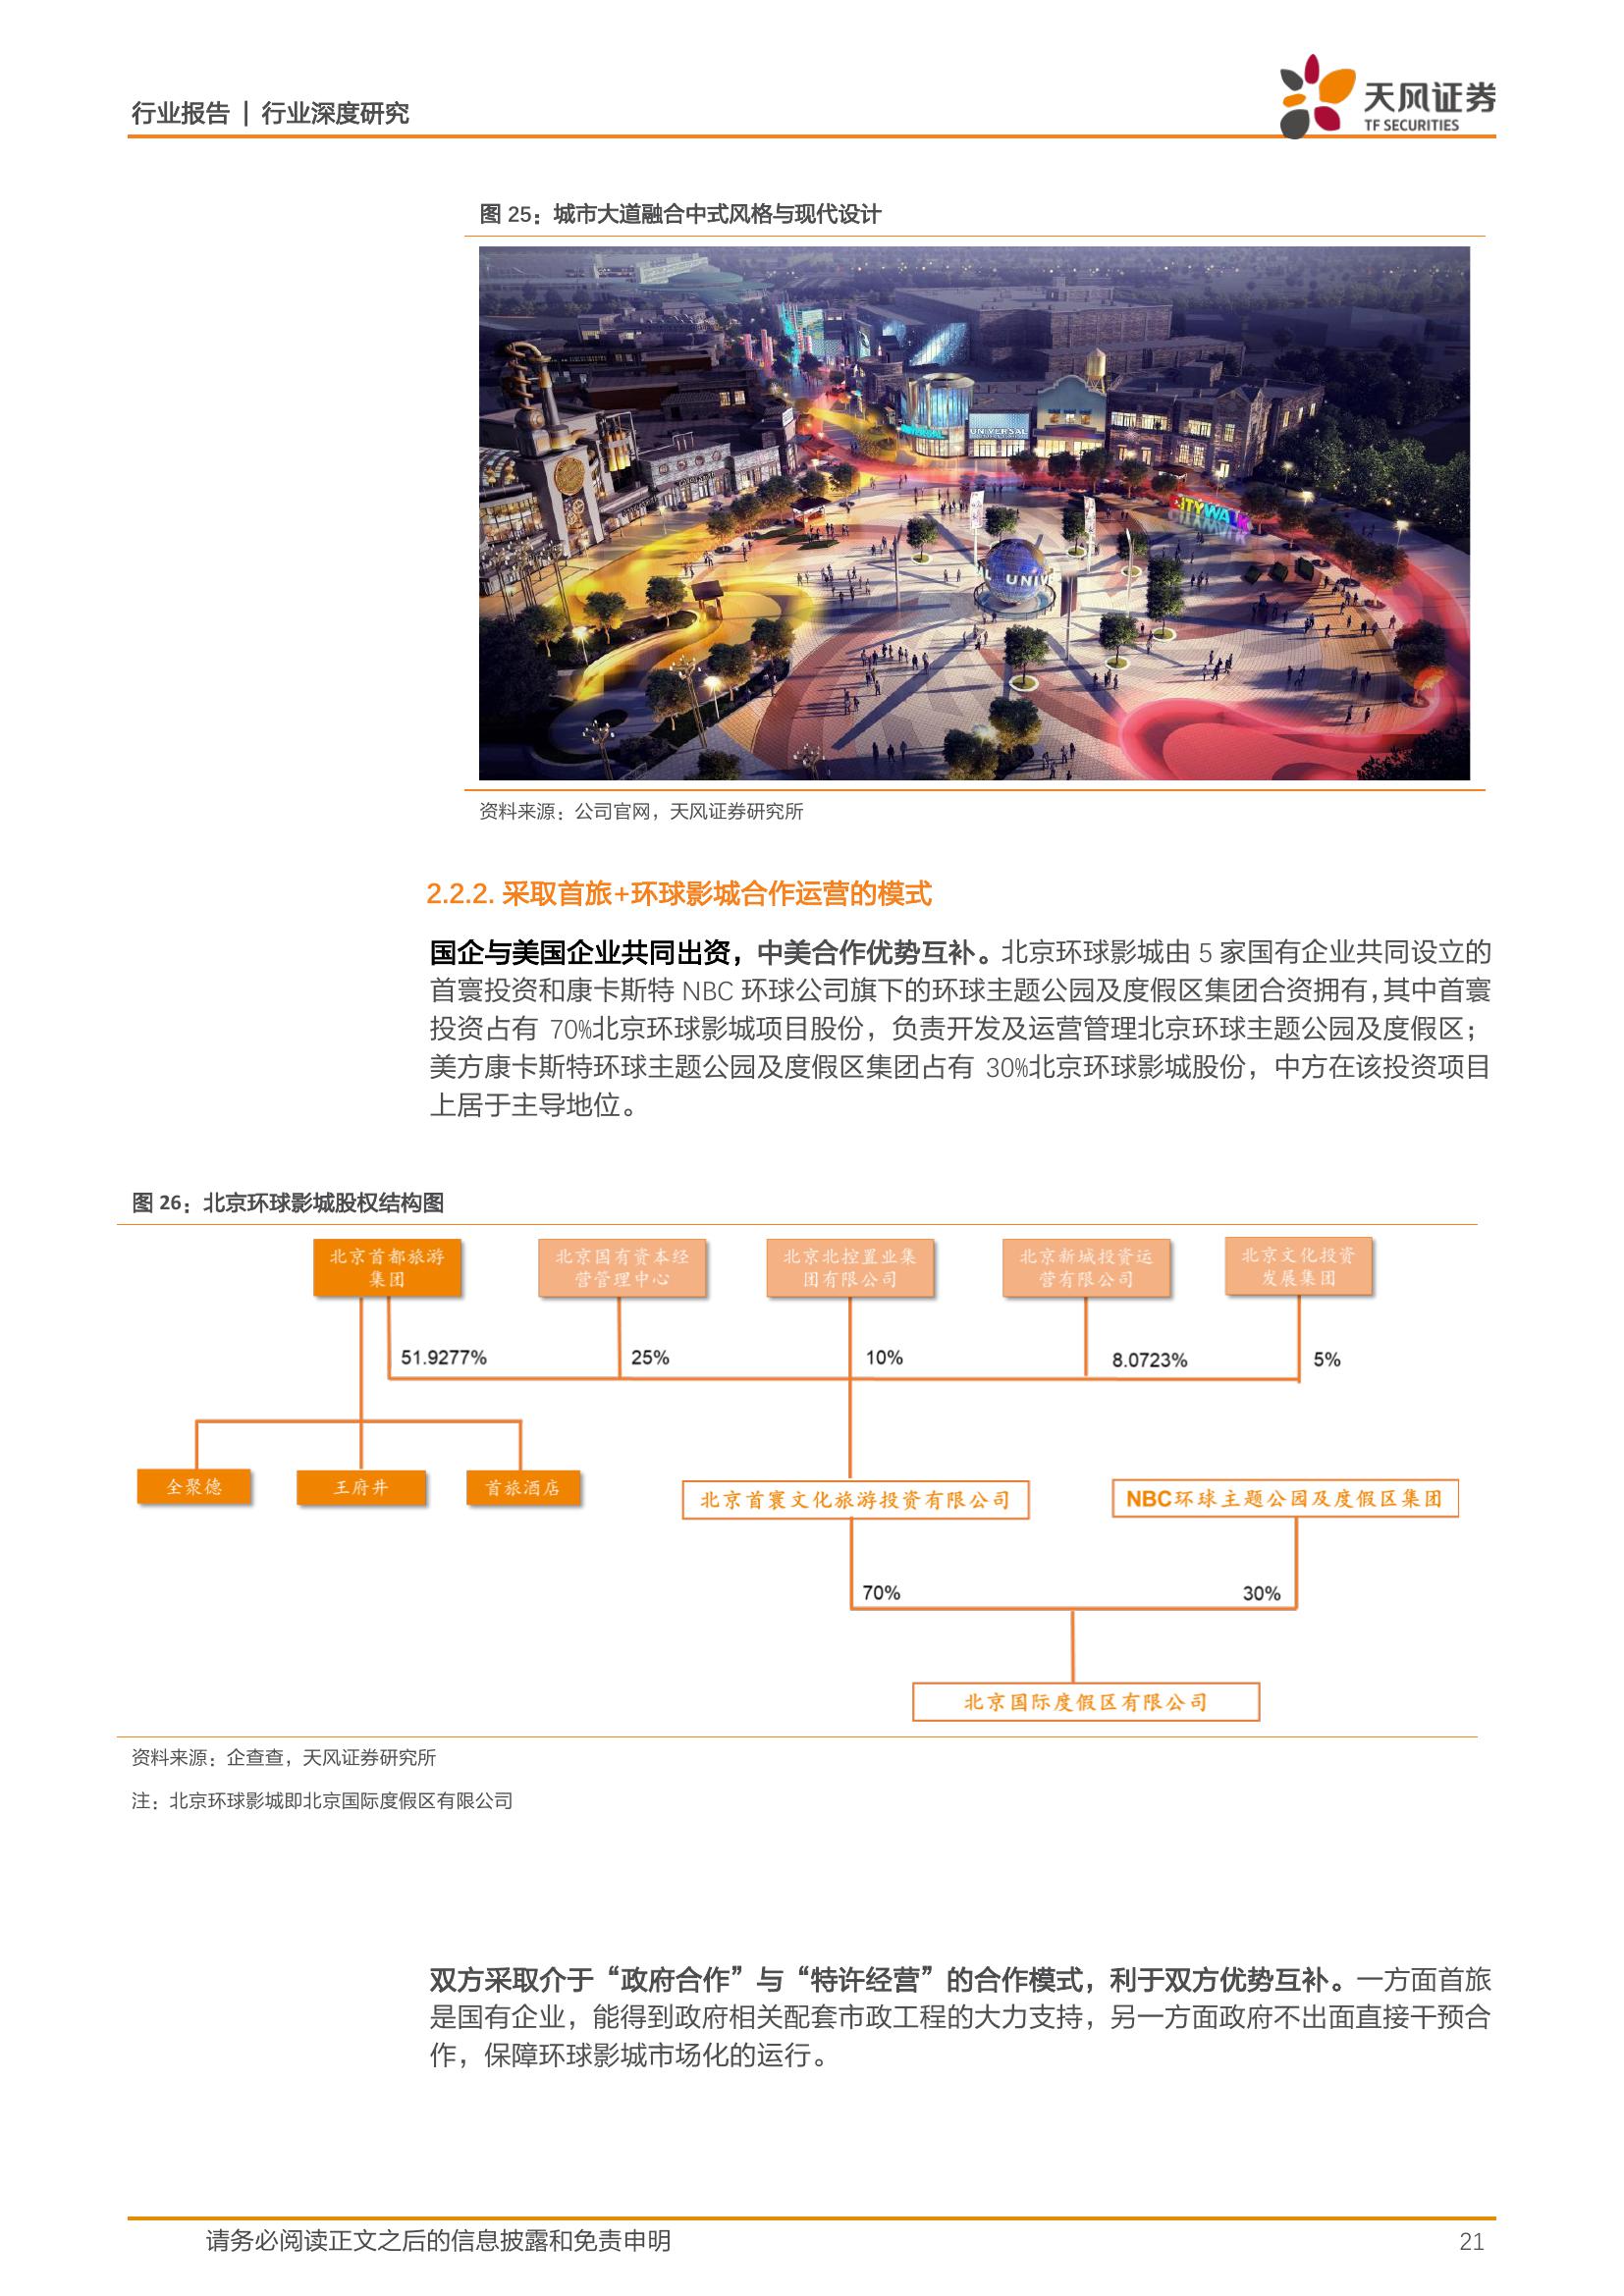 行业报告 | 行业深度研究
天风证券
TF SECURITIES
图 25：城市大道融合中式风格与现代设计
UNIVERSAL
CITYWALK
UNIV
资料来源：公司官网，天风证券研究所
2.2.2. 采取首旅+环球影城合作运营的模式
国企与美国企业共同出资，中美合作优势互补。北京环球影城由 5 家国有企业共同设立的
首寰投资和康卡斯特 NBC 环球公司旗下的环球主题公园及度假区集团合资拥有，其中首寰
投资占有 70%北京环球影城项目股份，负责开发及运营管理北京环球主题公园及度假区；
美方康卡斯特环球主题公园及度假区集团占有 30%北京环球影城股份，中方在该投资项目
上居于主导地位。
图 26：北京环球影城股权结构图
北京首都旅游
集团
北京国有资本经
营管理中心
北京北控置业集
团有限公司
北京新城投资运
营有限公司
北京文化投资
发展集团
51.9277%
25%
10%
8.0723%
5%
全聚德
王府井
首旅酒店
北京首寰文化旅游投资有限公司
NBC环球主题公园及度假区集团
70%
30%
北京国际度假区有限公司
资料来源：企查查，天风证券研究所
注：北京环球影城即北京国际度假区有限公司
双方采取介于“政府合作”与“特许经营”的合作模式，利于双方优势互补。一方面首旅
是国有企业，能得到政府相关配套市政工程的大力支持，另一方面政府不出面直接干预合
作，保障环球影城市场化的运行。
请务必阅读正文之后的信息披露和免责申明
21